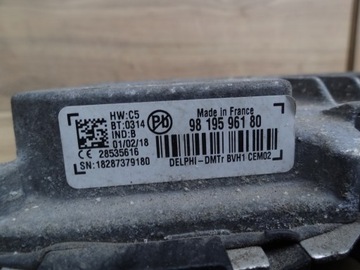 HW:C5
BT:0314
IND:B
01/02/18
CE 28535616
SN:18287379180
Pb
Made in France
98 195 961 80
DELPHI-DMTr BVH1 CEM02